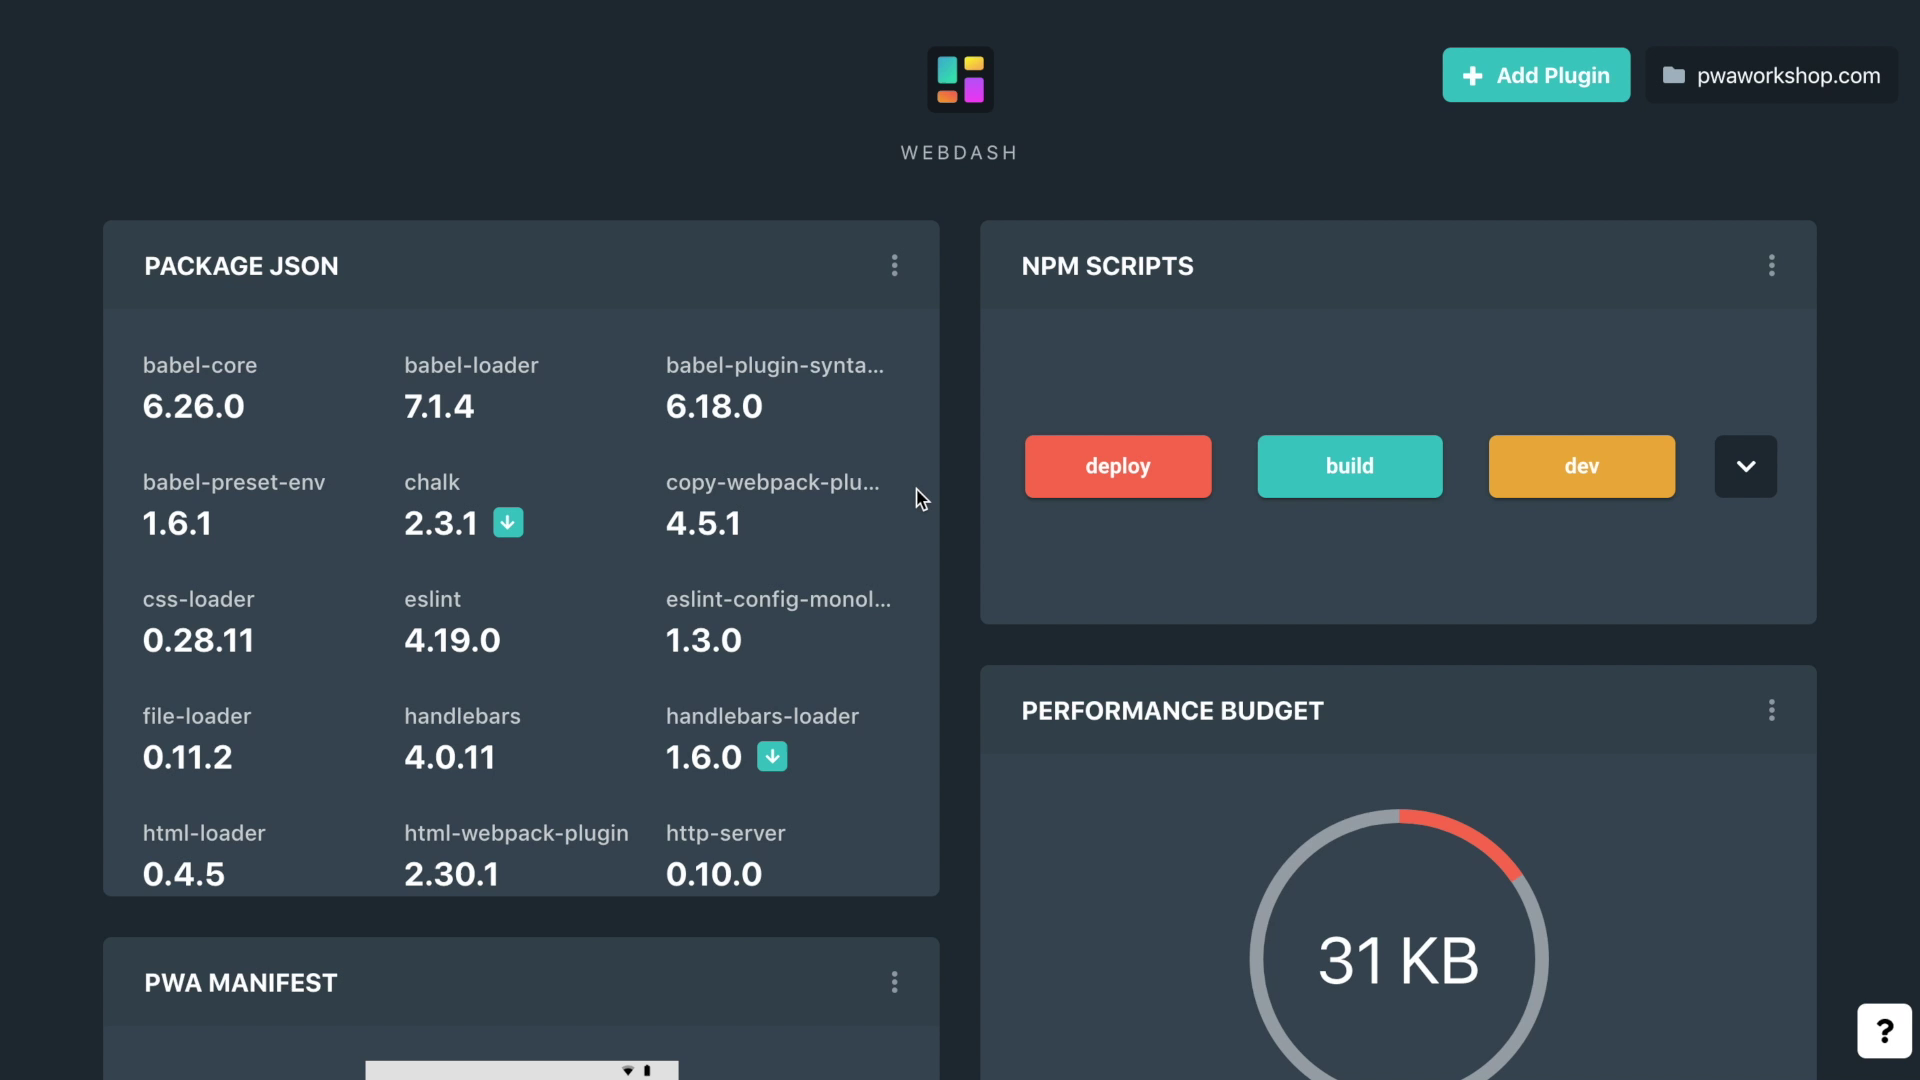 Add Plugin
pwaworkshop.com
WEBDASH
PACKAGE JSON
babel-core
6.26.0
babel-loader
7.1.4
babel-plugin-synta...
6.18.0
babel-preset-env
1.6.1
chalk
2.3.1
copy-webpack-plu...
4.5.1
css-loader
0.28.11
eslint
4.19.0
eslint-config-monol...
1.3.0
file-loader
0.11.2
handlebars
4.0.11
handlebars-loader
1.6.0
html-loader
0.4.5
html-webpack-plugin
2.30.1
http-server
0.10.0
PWA MANIFEST
NPM SCRIPTS
deploy
build
dev
PERFORMANCE BUDGET
31 KB
?